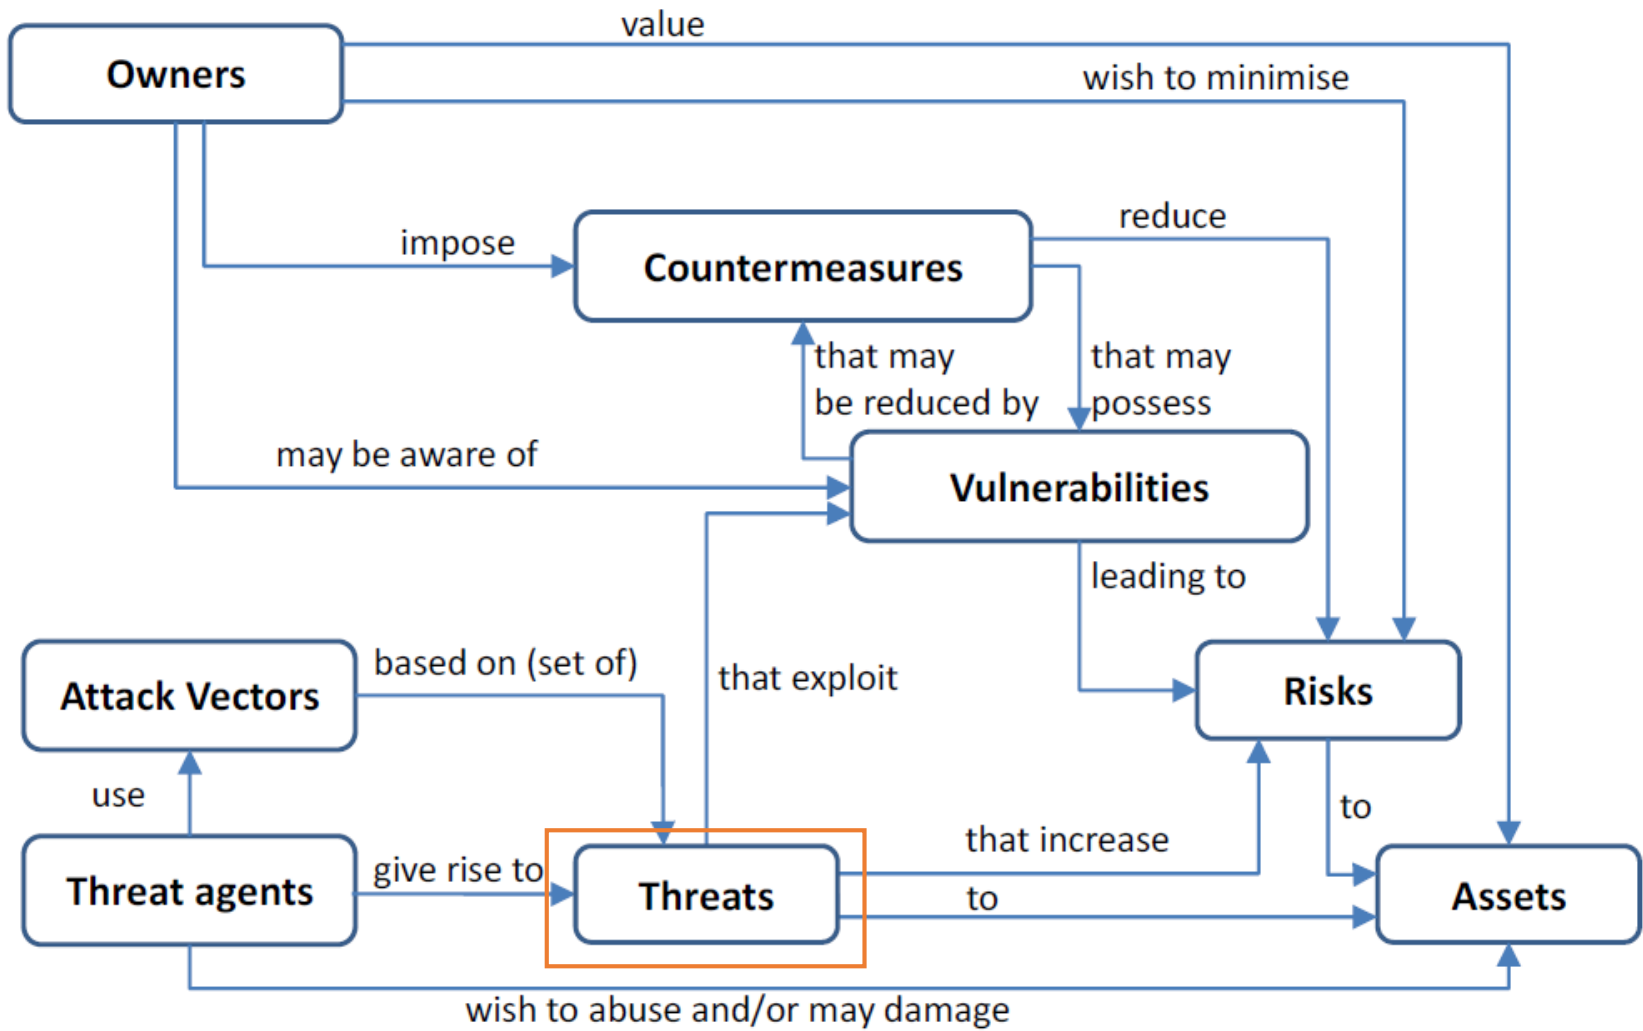 value
Owners
wish to minimise
reduce
impose
Countermeasures
that may
be reduced by
that may
possess
may be aware of
Vulnerabilities
leading to
based on (set of)
that exploit
Attack Vectors
Risks
use
to
that increase
give rise to
Threat agents
Threats
to
Assets
wish to abuse and/or may damage